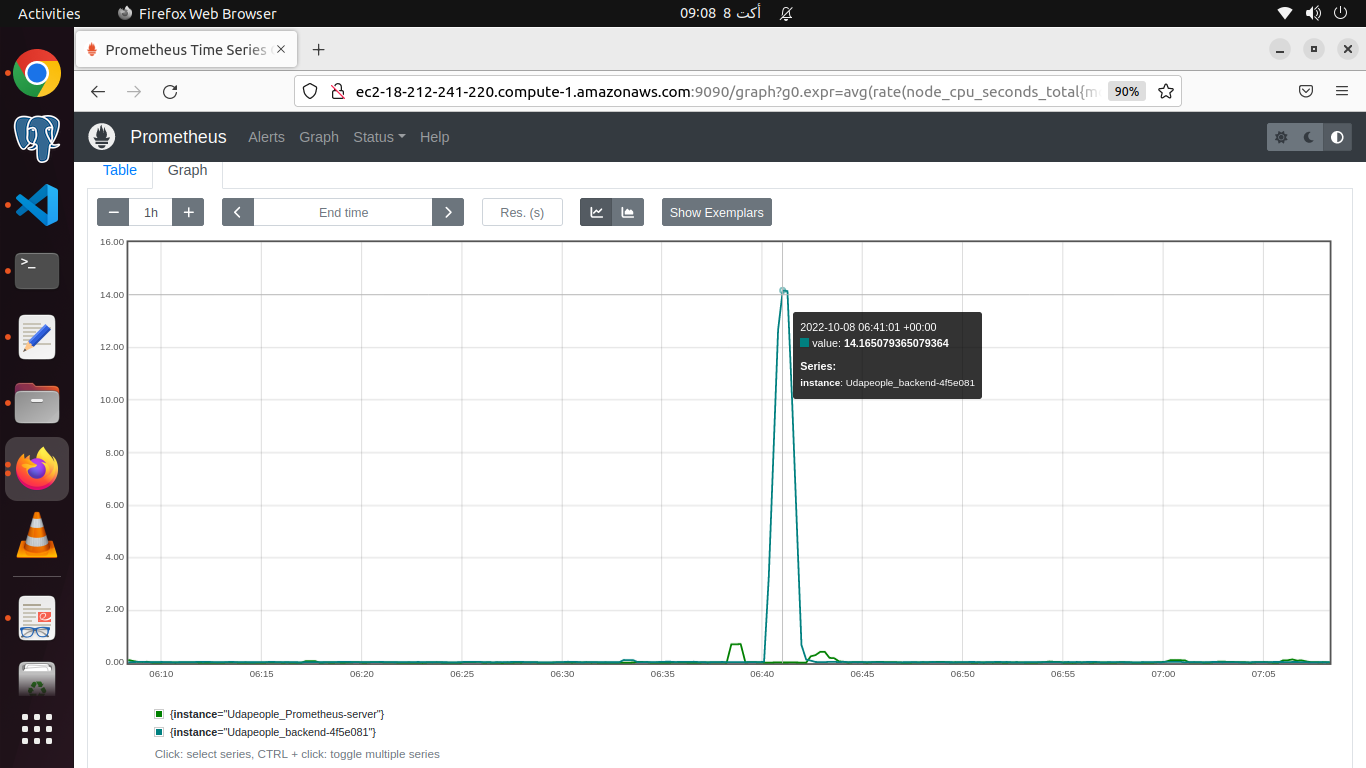 Activities Firefox Web Browser 09:08 8 أكت
Prometheus Time Series
ec2-18-212-241-220.compute-1.amazonaws.com:9090/graph?g0.expr=avg(rate(node_cpu_seconds_total{m 90%
Prometheus Alerts Graph Status Help
Table Graph
− 1h + End time Res. (s) Show Exemplars
16.00
14.00
12.00
10.00
8.00
6.00
4.00
2.00
0.00
2022-10-08 06:41:01 +00:00
value: 14.165079365079364
Series:
instance: Udapeople_backend-4f5e081
06:10 06:15 06:20 06:25 06:30 06:35 06:40 06:45 06:50 06:55 07:00 07:05
{instance="Udapeople_Prometheus-server"}
{instance="Udapeople_backend-4f5e081"}
Click: select series, CTRL + click: toggle multiple series